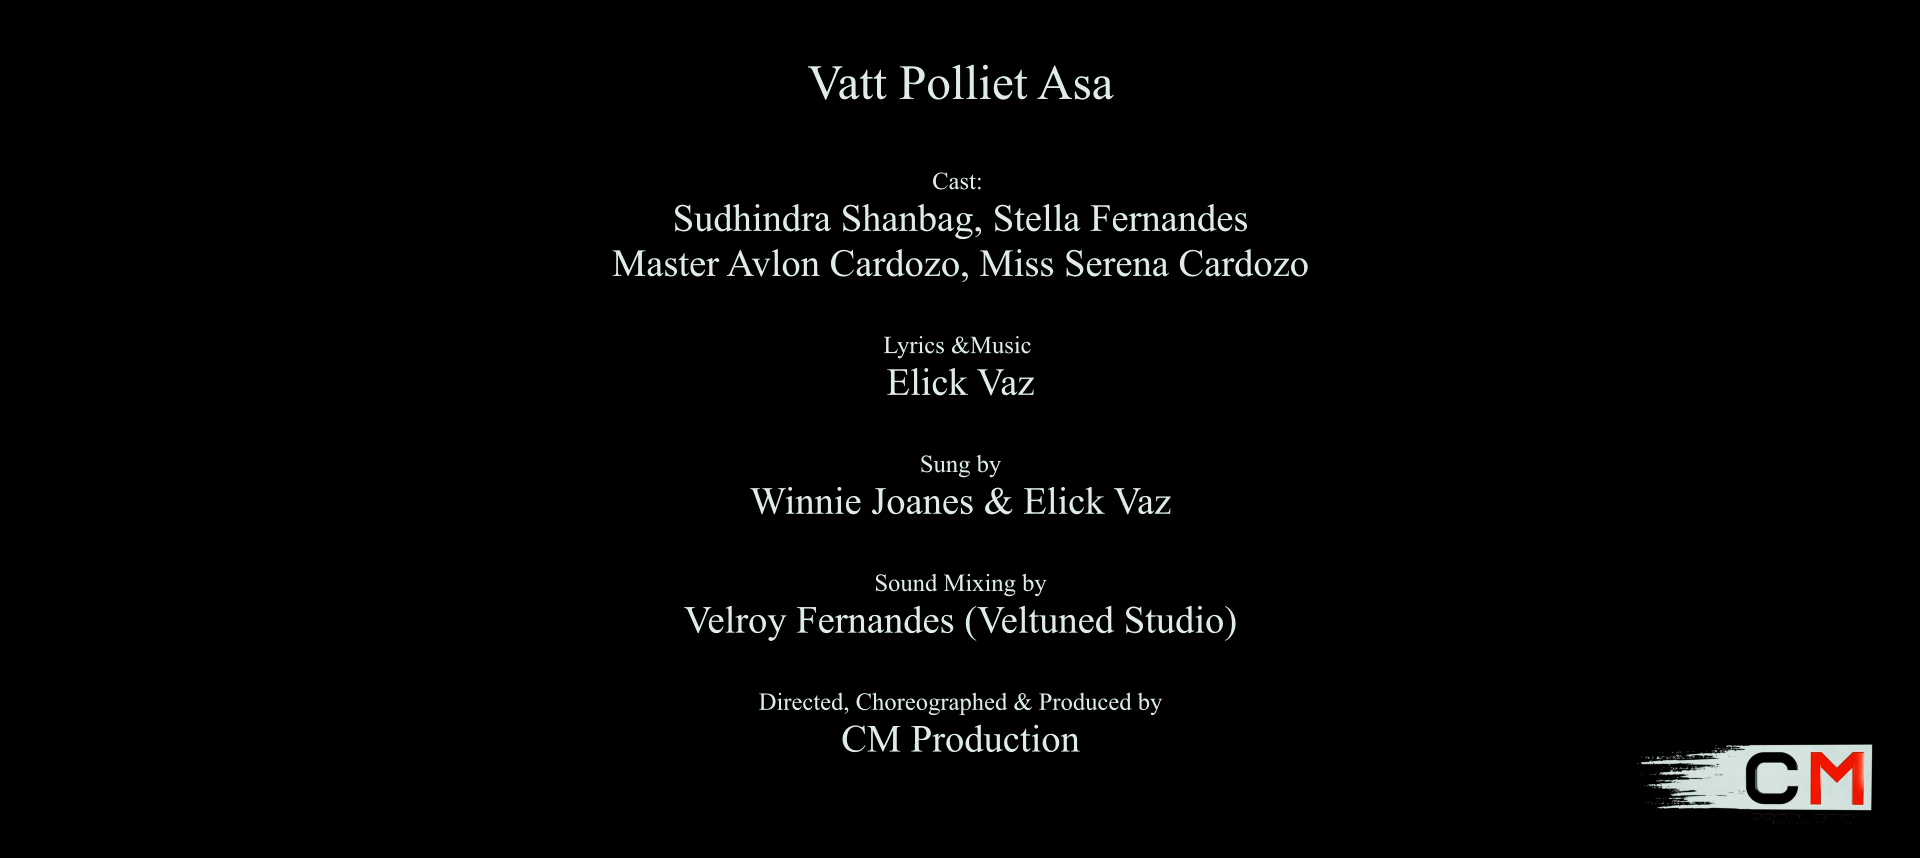 Vatt Polliet Asa
Cast:
Sudhindra Shanbag, Stella Fernandes
Master Avlon Cardozo, Miss Serena Cardozo
Lyrics &Music
Elick Vaz
Sung by
Winnie Joanes & Elick Vaz
Sound Mixing by
Velroy Fernandes (Veltuned Studio)
Directed, Choreographed & Produced by
CM Production
CM